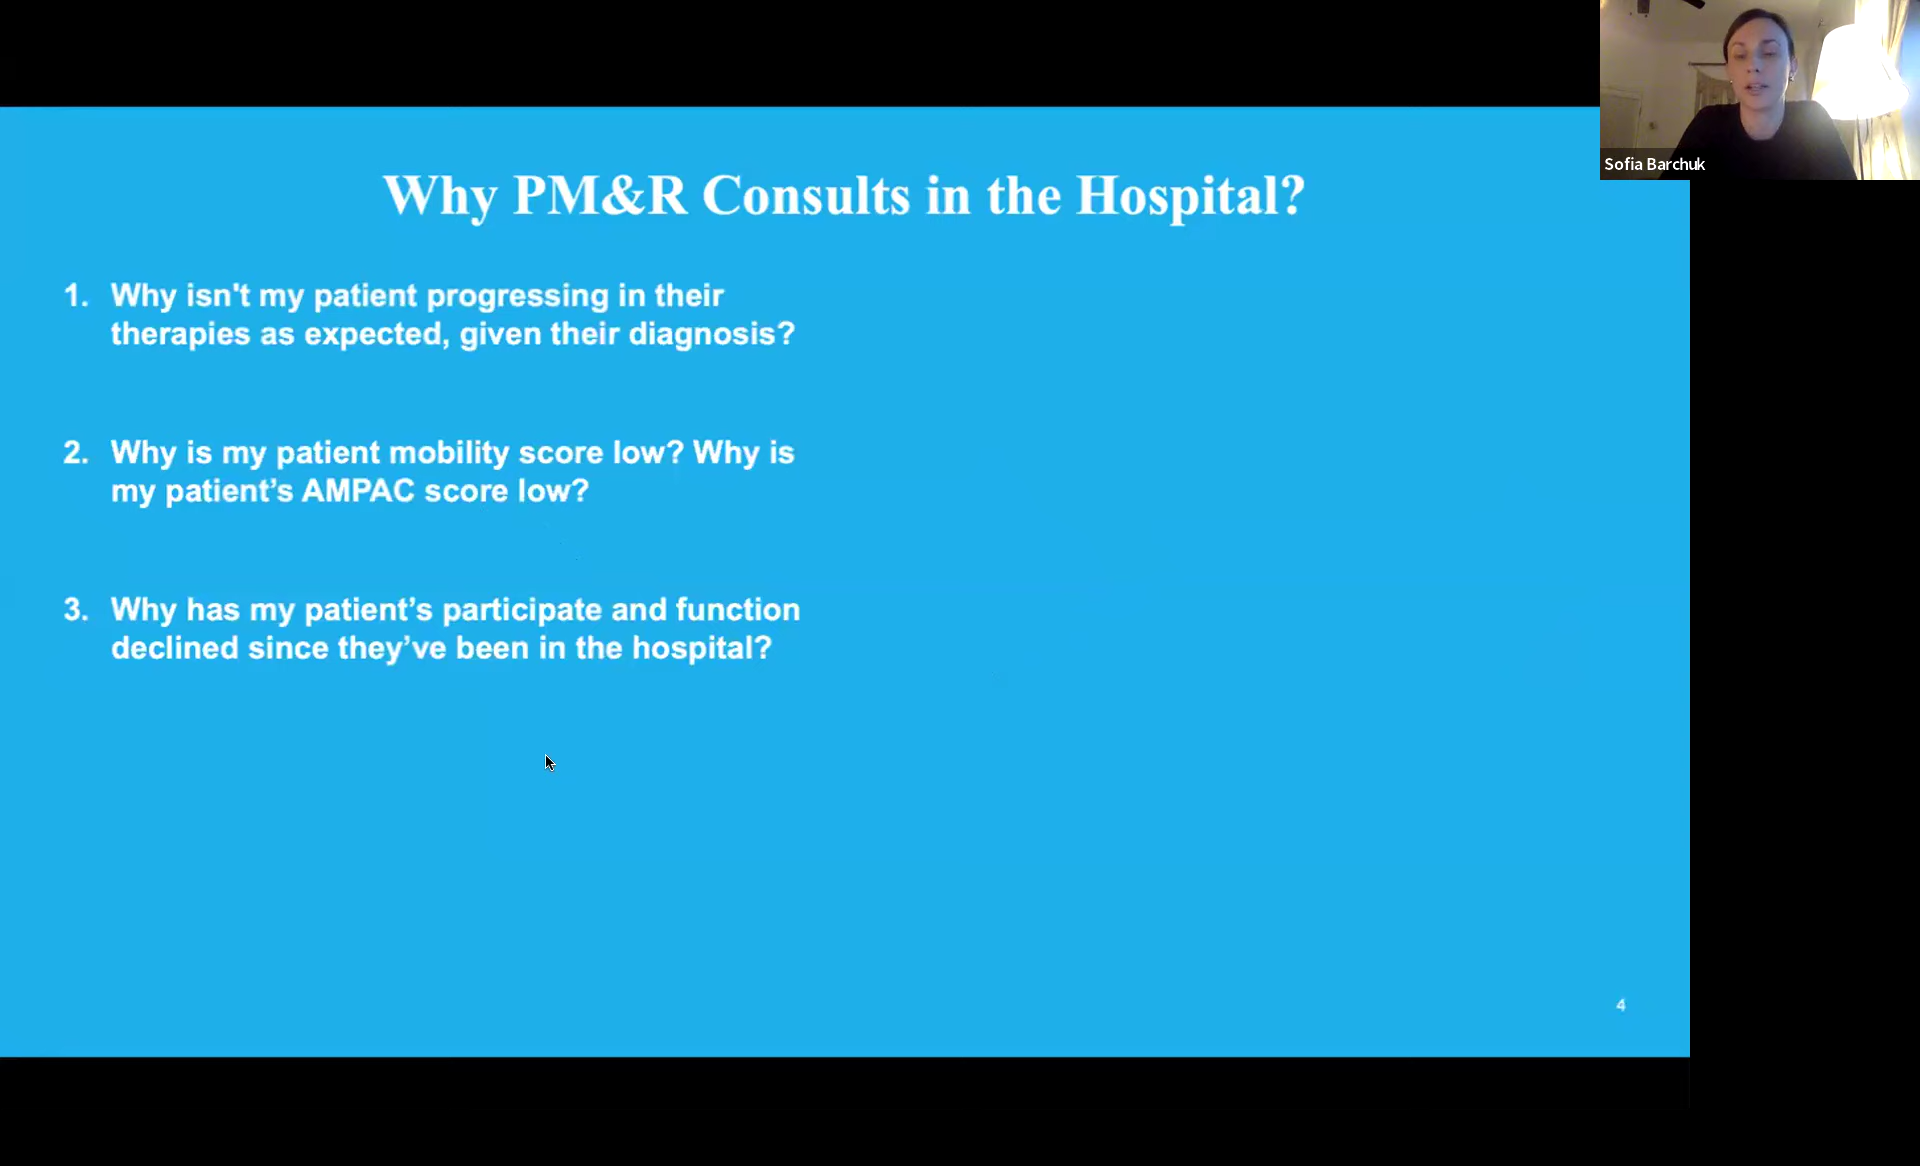 Sofia Barchuk
Why PM&R Consults in the Hospital?
1. Why isn't my patient progressing in their
therapies as expected, given their diagnosis?
2. Why is my patient mobility score low? Why is
my patient’s AMPAC score low?
3. Why has my patient’s participate and function
declined since they’ve been in the hospital?
4